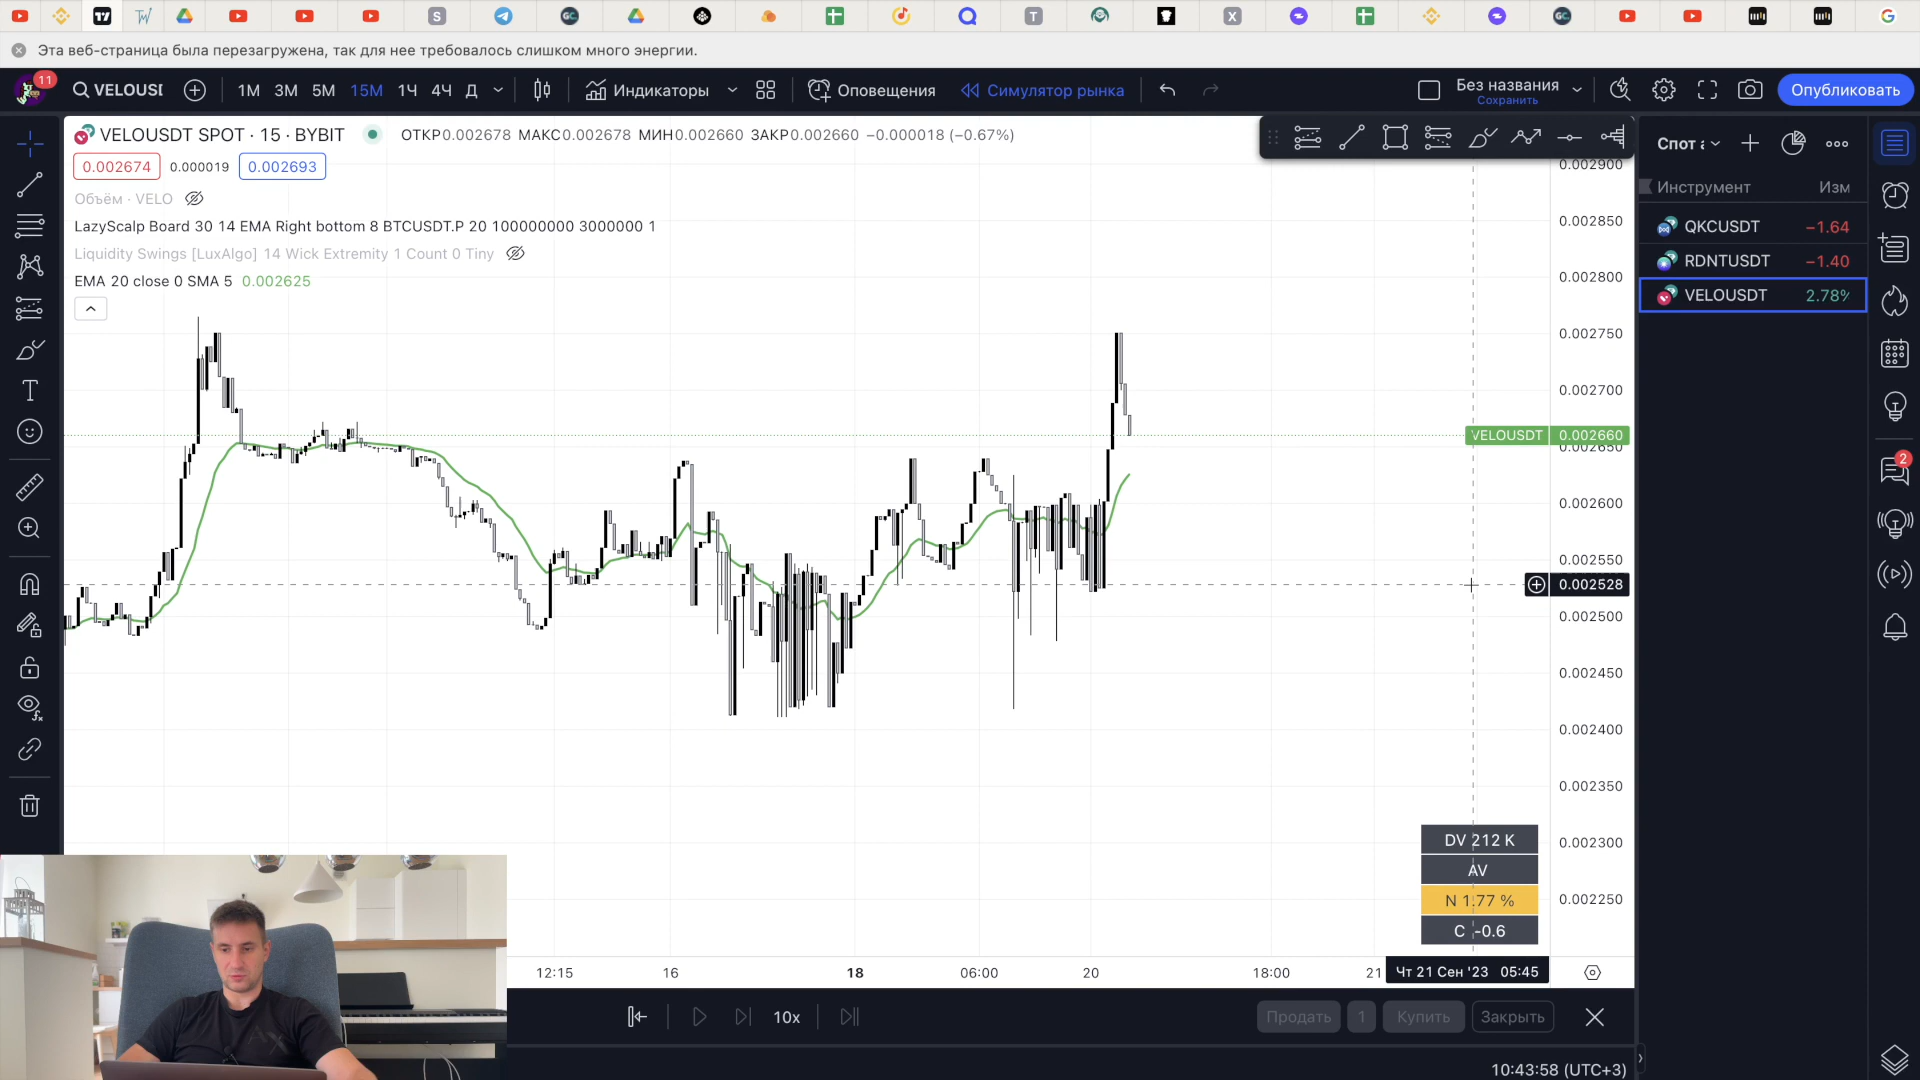 Эта веб-страница была перезагружена, так для нее требовалось слишком много энергии.
11
VELOUSI
1М 3М 5М 15М 1Ч 4Ч Д
Индикаторы
Оповещения
Симулятор рынка
Без названия
Сохранить
Опубликовать
VELOUSDT SPOT · 15 · BYBIT
ОТКР0.002678 МАКС0.002678 МИН0.002660 ЗАКР0.002660 −0.000018 (−0.67%)
0.002674 0.000019 0.002693
Объём · VELO
LazyScalp Board 30 14 EMA Right bottom 8 BTCUSDT.P 20 100000000 3000000 1
Liquidity Swings [LuxAlgo] 14 Wick Extremity 1 Count 0 Tiny
EMA 20 close 0 SMA 5 0.002625
Спот
Инструмент Изм
QKCUSDT −1.64
RDNTUSDT −1.40
VELOUSDT 2.78%
2
0.002900
0.002850
0.002800
0.002750
0.002700
VELOUSDT 0.002660
0.002650
0.002600
0.002550
0.002528
0.002500
0.002450
0.002400
0.002350
0.002300
0.002250
DV 212 K
AV
N 1.77 %
C -0.6
12:15 16 18 06:00 20 18:00 21
Чт 21 Сен '23 05:45
10x
Продать 1 Купить Закрыть
10:43:58 (UTC+3)